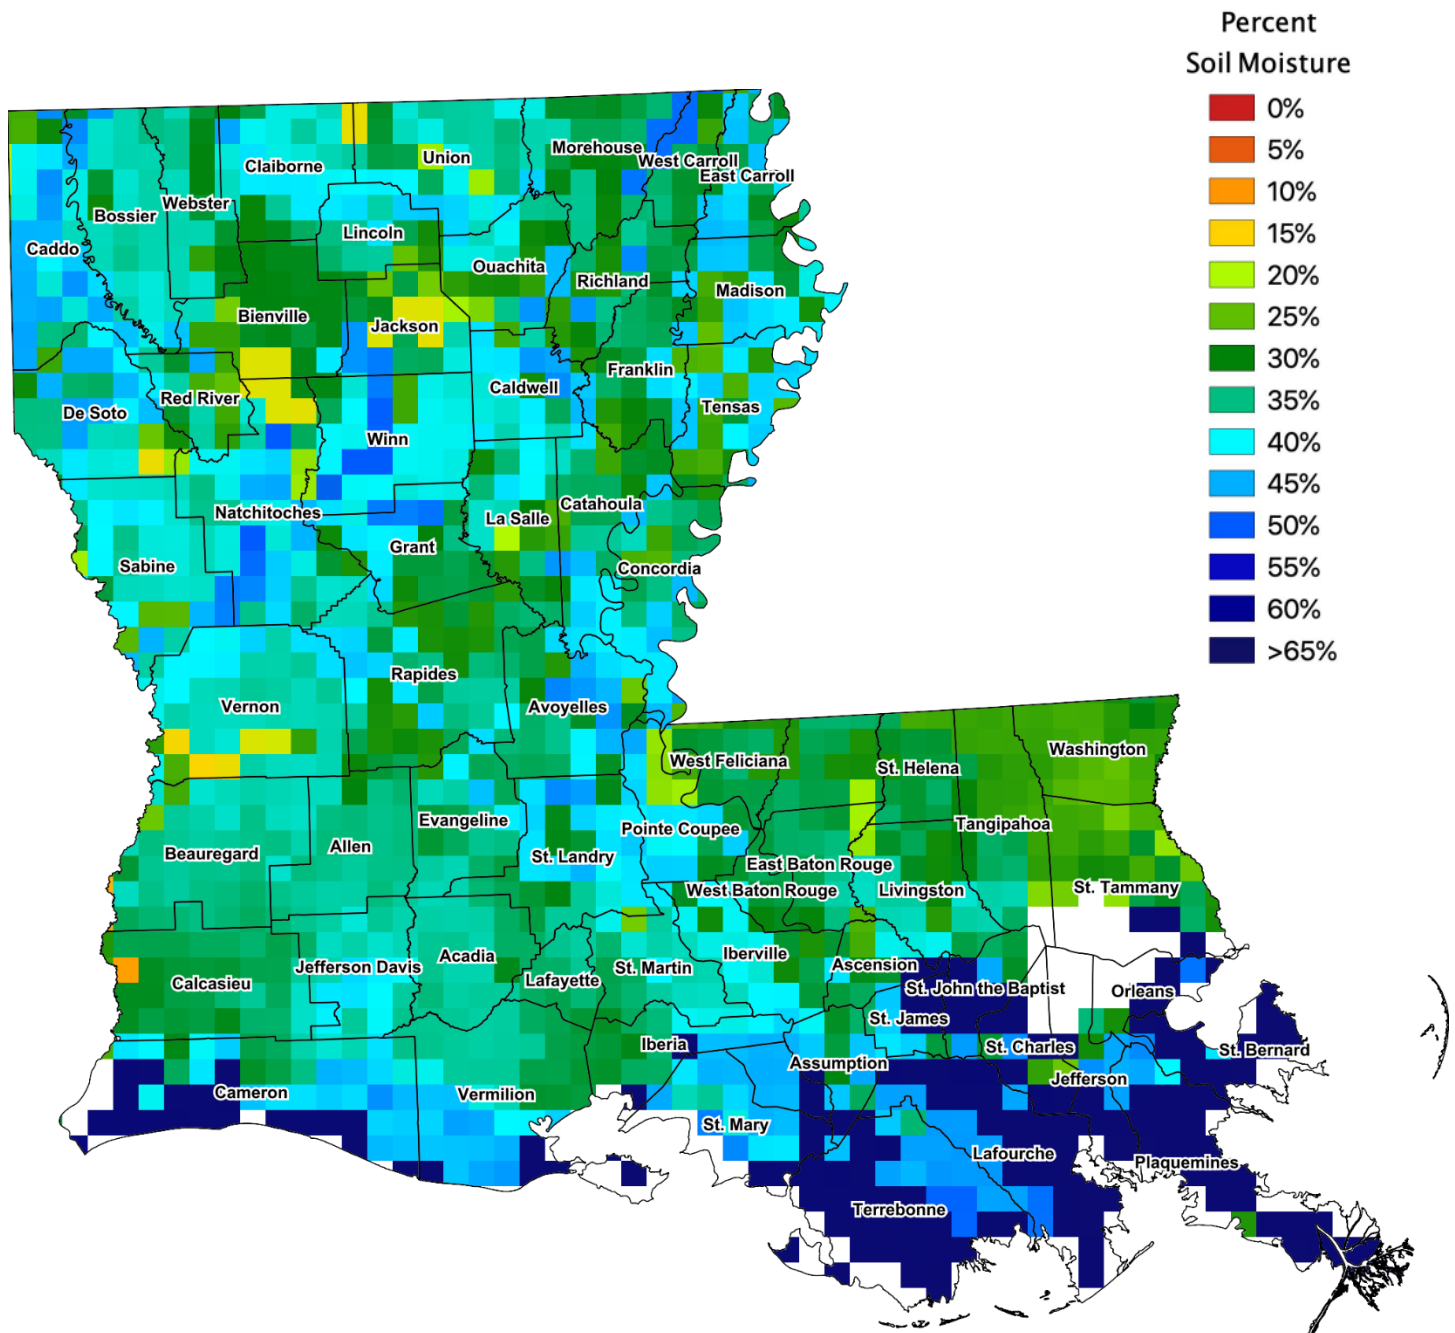 Percent
Soil Moisture
0%
5%
10%
15%
20%
25%
30%
35%
40%
45%
50%
55%
60%
>65%
Claiborne
Union
Morehouse
West Carroll
East Carroll
Bossier
Webster
Lincoln
Caddo
Ouachita
Richland
Madison
Bienville
Jackson
Franklin
Caldwell
Red River
De Soto
Tensas
Winn
Natchitoches
La Salle
Catahoula
Grant
Sabine
Concordia
Rapides
Vernon
Avoyelles
West Feliciana
St. Helena
Washington
Evangeline
Pointe Coupee
Tangipahoa
Beauregard
Allen
St. Landry
East Baton Rouge
West Baton Rouge
Livingston
St. Tammany
Acadia
Iberville
Jefferson Davis
St. Martin
Ascension
Calcasieu
Lafayette
St. John the Baptist
Orleans
St. James
Iberia
St. Charles
St. Bernard
Assumption
Jefferson
Cameron
Vermilion
St. Mary
Lafourche
Plaquemines
Terrebonne